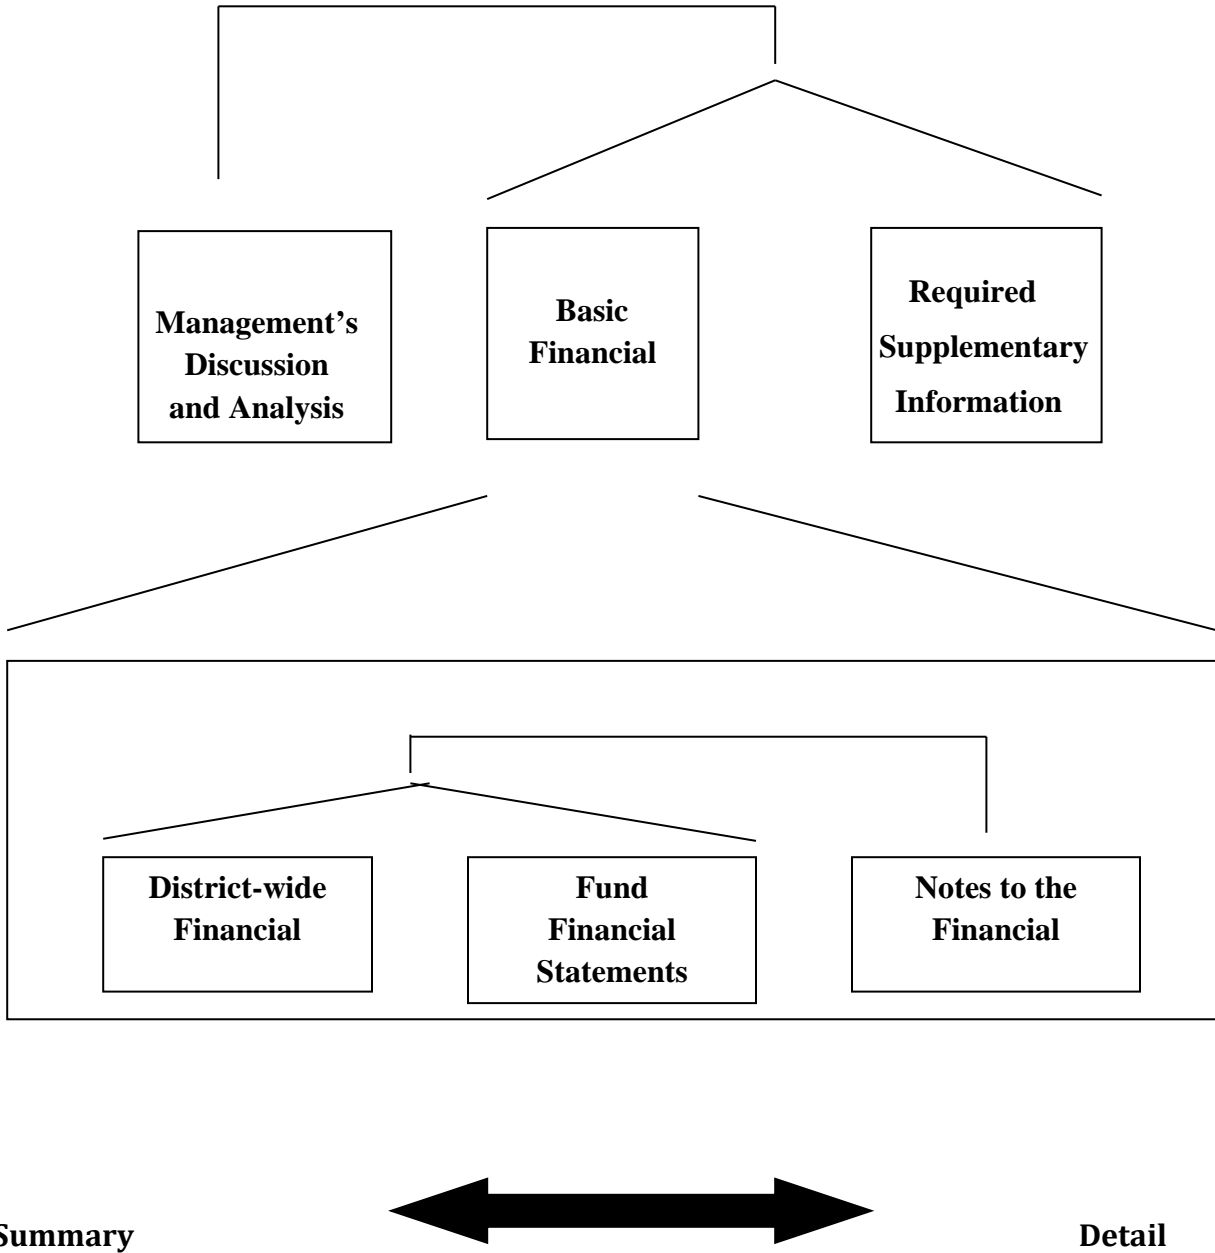 Management’s
Discussion
and Analysis
Basic
Financial
Required
Supplementary
Information
District-wide
Financial
Fund
Financial
Statements
Notes to the
Financial
Summary
Detail